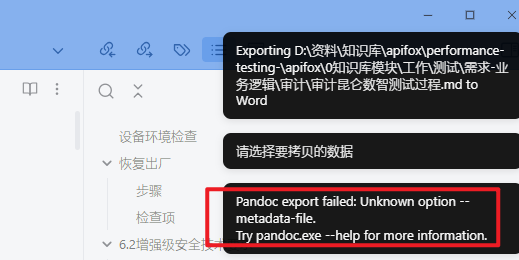 Exporting D:\资料\知识库\apifox\performance-
testing-\apifox\0知识库模块\工作\测试\需求-业
务逻辑\审计\审计昆仑数智测试过程.md to
Word
请选择要拷贝的数据
设备环境检查
恢复出厂
步骤
检查项
Pandoc export failed: Unknown option --
metadata-file.
Try pandoc.exe --help for more information.
6.2增强级安全技术